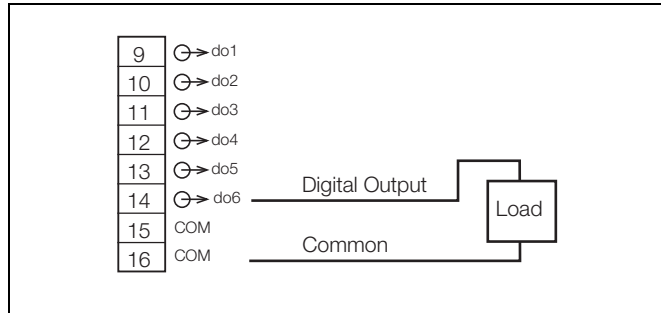 9 do1
10 do2
11 do3
12 do4
13 do5
14 do6 Digital Output
Load
15 COM
Common
16 COM